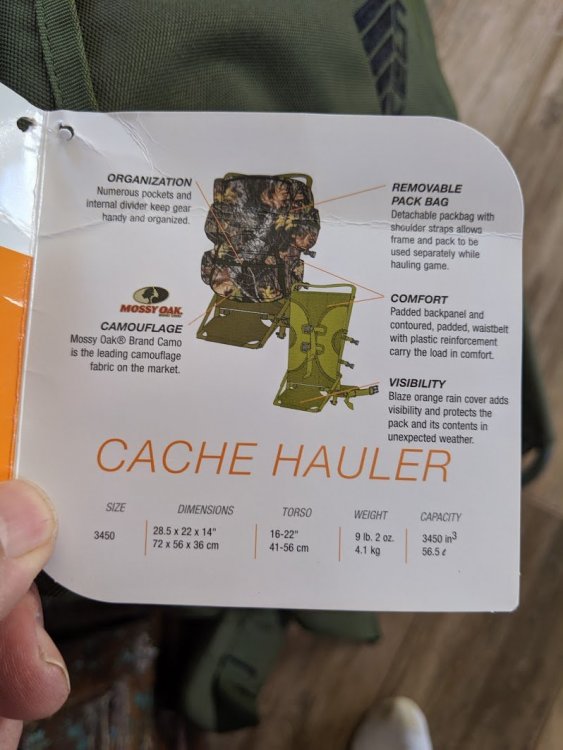 ORGANIZATION
Numerous pockets and
internal divider keep gear
handy and organized.
REMOVABLE
PACK BAG
Detachable packbag with
shoulder straps allows
frame and pack to be
used separately while
hauling game.
MOSSY OAK.
CAMOUFLAGE
Mossy Oak® Brand Camo
is the leading camouflage
fabric on the market.
COMFORT
Padded backpanel and
contoured, padded, waistbelt
with plastic reinforcement
carry the load in comfort.
VISIBILITY
Blaze orange rain cover adds
visibility and protects the
pack and its contents in
unexpected weather.
CACHE HAULER
SIZE DIMENSIONS TORSO WEIGHT CAPACITY
3450 28.5 x 22 x 14" 16-22" 9 lb. 2 oz. 3450 in³
72 x 56 x 36 cm 41-56 cm 4.1 kg 56.5 ℓ